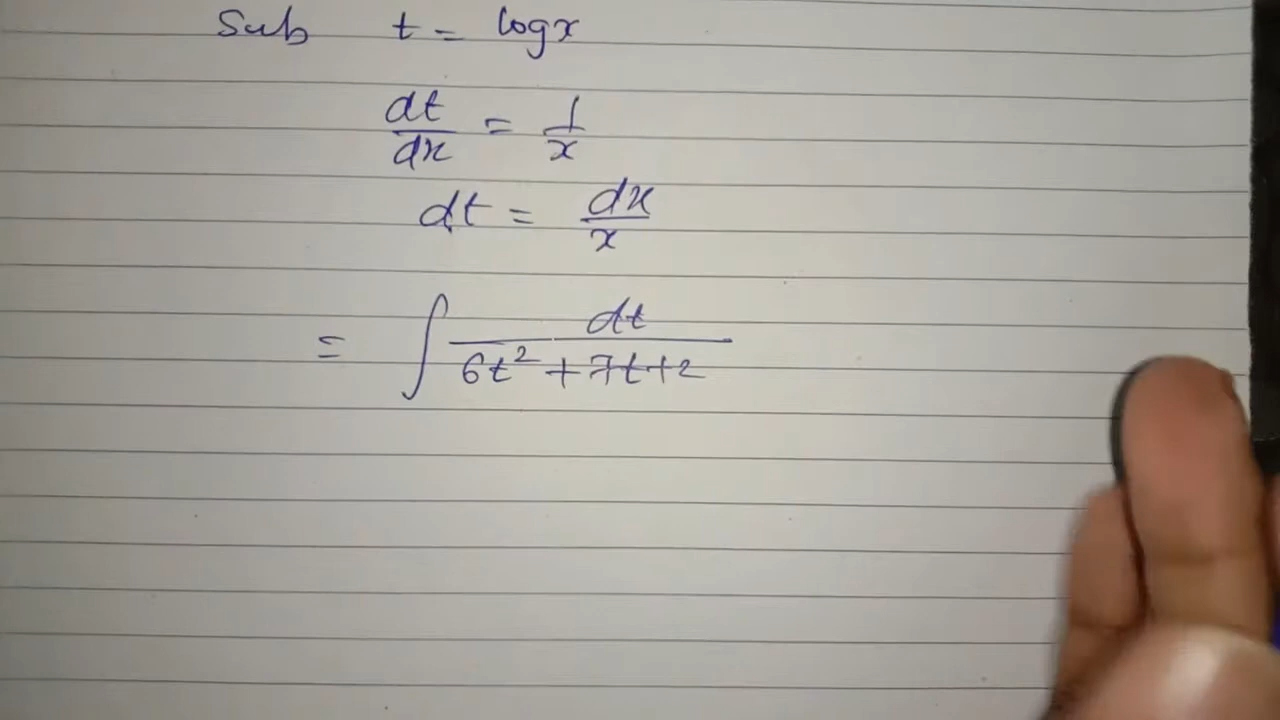 Sub t = logx
dt/dx = 1/x
dt = dx/x
= ∫ dt/(6t² + 7t + 2)